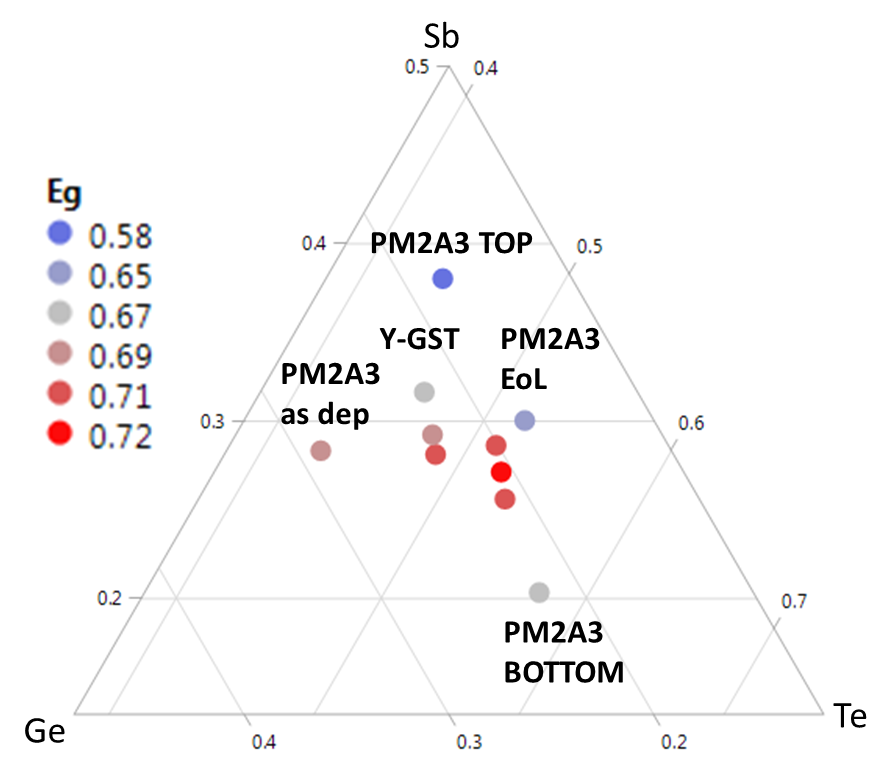 Sb
0.5
0.4
Eg
0.58
0.65
0.67
0.69
0.71
0.72
0.4
PM2A3 TOP
0.5
Y-GST
PM2A3
EoL
PM2A3
as dep
0.3
0.6
0.2
0.7
PM2A3
BOTTOM
Ge
Te
0.4
0.3
0.2